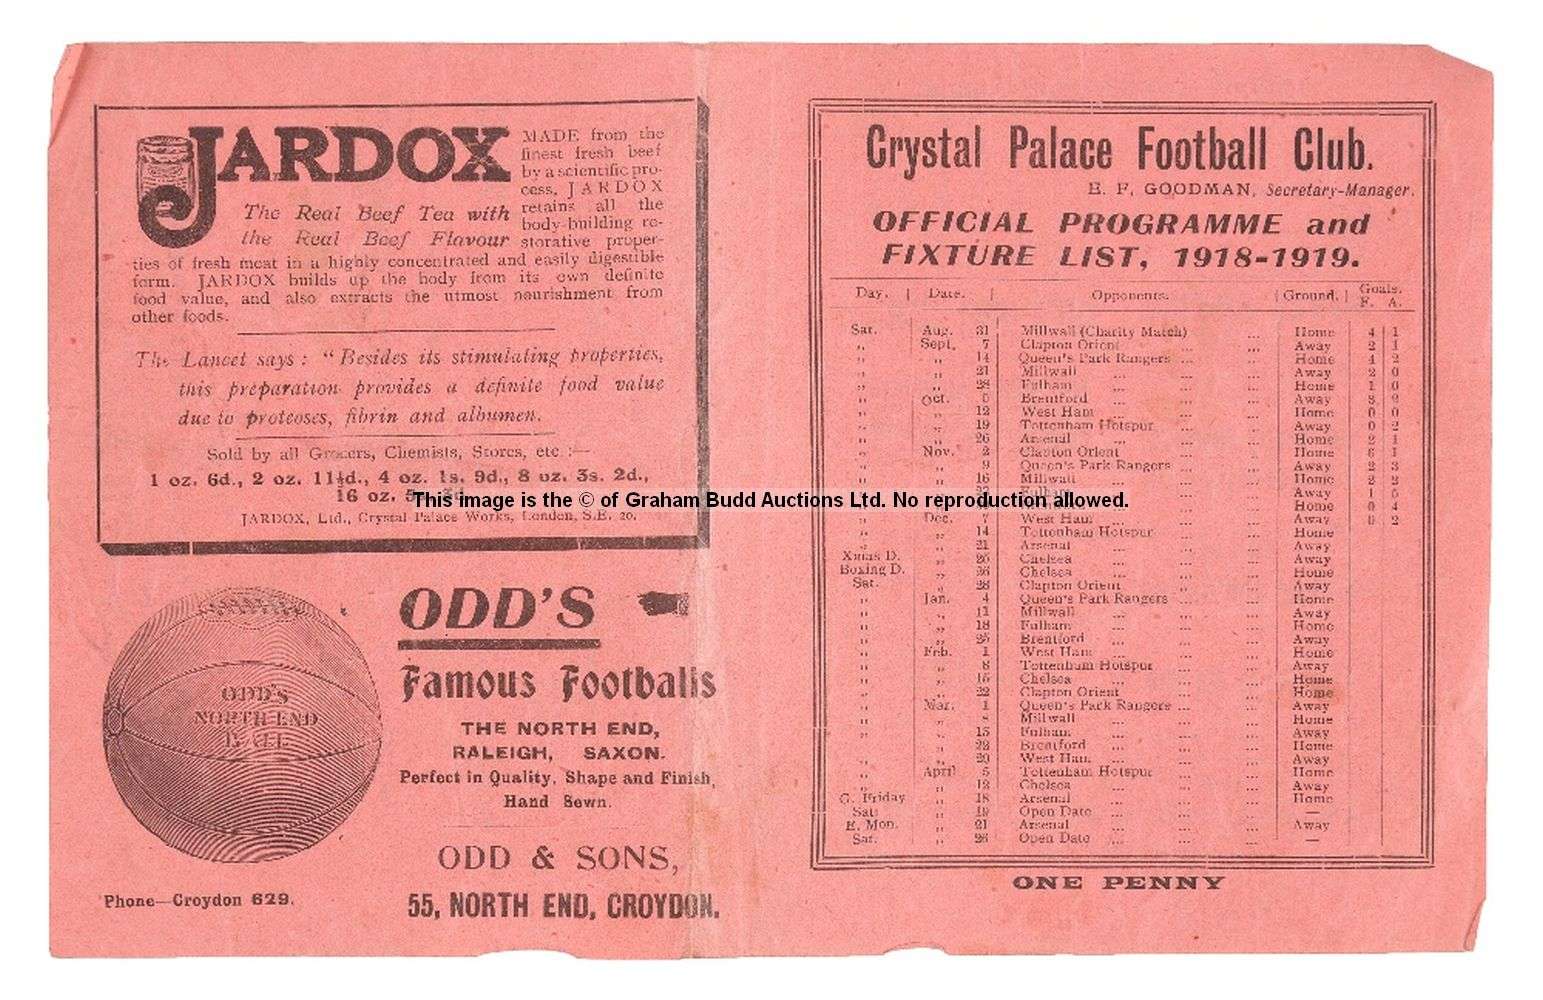 JARDOX
The Real Beef Tea with
the Real Beef Flavour
MADE from the
finest fresh beef
by a scientific pro-
cess, JARDOX
retains all the
body-building re-
storative proper-
ties of fresh meat in a highly concentrated and easily digestible
form. JARDOX builds up the body from its own definite
food value, and also extracts the utmost nourishment from
other foods.
The Lancet says: "Besides its stimulating properties,
this preparation provides a definite food value
due to proteoses, fibrin and albumen.
Sold by all Grocers, Chemists, Stores, etc.:—
1 oz. 6d., 2 oz. 11½d., 4 oz. 1s. 9d., 8 oz. 3s. 2d.,
16 oz.
JARDOX, Ltd., Crystal Palace Works, London, S.E. 20.
This image is the © of Graham Budd Auctions Ltd. No reproduction allowed.
ODD'S
NORTH END
BALL
Phone—Croydon 629.
ODD'S
Famous Footballs
THE NORTH END,
RALEIGH, SAXON.
Perfect in Quality, Shape and Finish,
Hand Sewn.
ODD & SONS,
55, NORTH END, CROYDON.
Crystal Palace Football Club.
E. F. GOODMAN, Secretary-Manager.
OFFICIAL PROGRAMME and
FIXTURE LIST, 1918-1919.
Day. Date. Opponents. Ground. Goals. F. A.
Sat. Aug. 31 Millwall (Charity Match) ... Home 4 1
,, Sept. 7 Clapton Orient ... ... Away 2 1
,, ,, 14 Queen's Park Rangers ... ... Home 4 2
,, ,, 21 Millwall ... ... ... Away 2 0
,, ,, 28 Fulham ... ... ... Home 1 0
,, Oct. 5 Brentford ... ... ... Away 3 2
,, ,, 12 West Ham ... ... ... Home 0 0
,, ,, 19 Tottenham Hotspur ... ... Away 0 2
,, ,, 26 Arsenal ... ... ... Home 2 1
,, Nov. 2 Clapton Orient ... ... Home 6 1
,, ,, 9 Queen's Park Rangers ... ... Away 2 3
,, ,, 16 Millwall ... ... ... Home 2 2
,, ,, 23 Fulham ... ... ... Away 1 5
,, ,, Home 0 4
,, Dec. 7 West Ham ... ... ... Away 0 2
,, ,, 14 Tottenham Hotspur ... ... Home
,, ,, 21 Arsenal ... ... ... Away
Xmas D. ,, 25 Chelsea ... ... ... Away
Boxing D. ,, 26 Chelsea ... ... ... Home
Sat. ,, 28 Clapton Orient ... ... Away
,, Jan. 4 Queen's Park Rangers ... ... Home
,, ,, 11 Millwall ... ... ... Away
,, ,, 18 Fulham ... ... ... Home
,, ,, 25 Brentford ... ... ... Away
,, Feb. 1 West Ham ... ... ... Home
,, ,, 8 Tottenham Hotspur ... ... Away
,, ,, 15 Chelsea ... ... ... Home
,, ,, 22 Clapton Orient ... ... Home
,, Mar. 1 Queen's Park Rangers ... ... Away
,, ,, 8 Millwall ... ... ... Home
,, ,, 15 Fulham ... ... ... Away
,, ,, 22 Brentford ... ... ... Home
,, ,, 29 West Ham ... ... ... Away
,, April 5 Tottenham Hotspur ... ... Home
,, ,, 12 Chelsea ... ... ... Away
G. Friday ,, 18 Arsenal ... ... ... Home
Sat. ,, 19 Open Date ... ... ... —
E. Mon. ,, 21 Arsenal ... ... ... Away
Sat. ,, 26 Open Date ... ... ... —
ONE PENNY